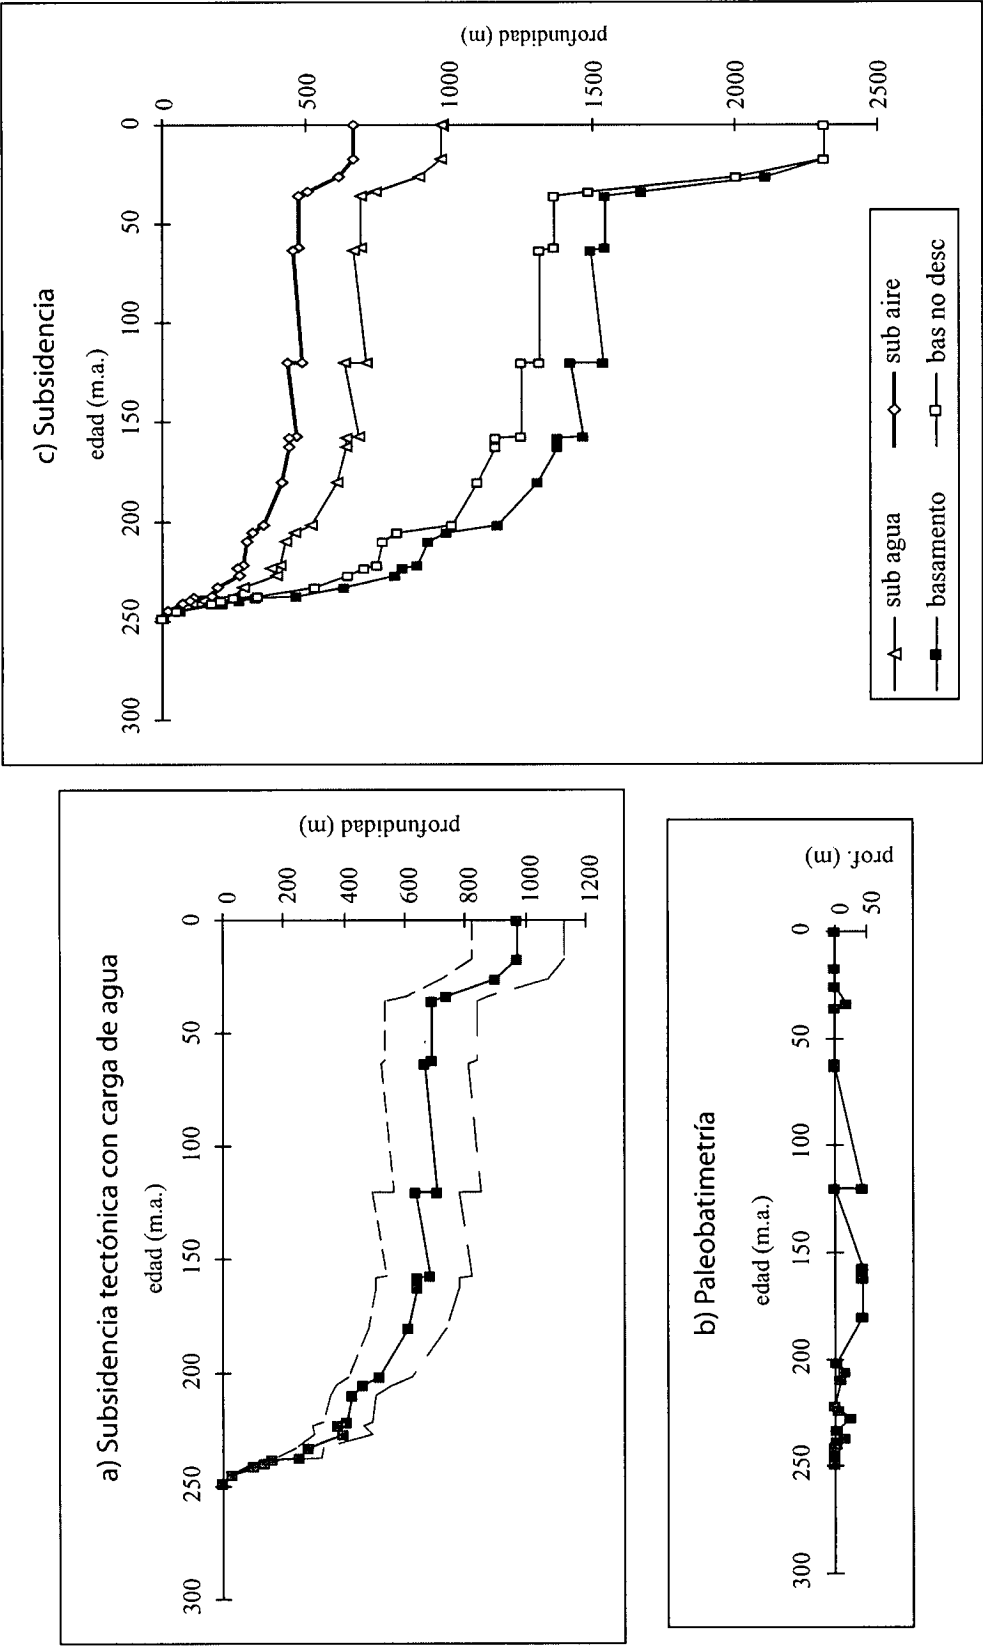 a) Subsidencia tectónica con carga de agua
edad (m.a.)
300 250 200 150 100 50 0
0
200
400
600
800
1000
1200
profundidad (m)
b) Paleobatimetría
edad (m.a.)
300 250 200 150 100 50 0
0
50
prof. (m)
c) Subsidencia
edad (m.a.)
300 250 200 150 100 50 0
0
500
1000
1500
2000
2500
profundidad (m)
sub agua sub aire
basamento bas no desc